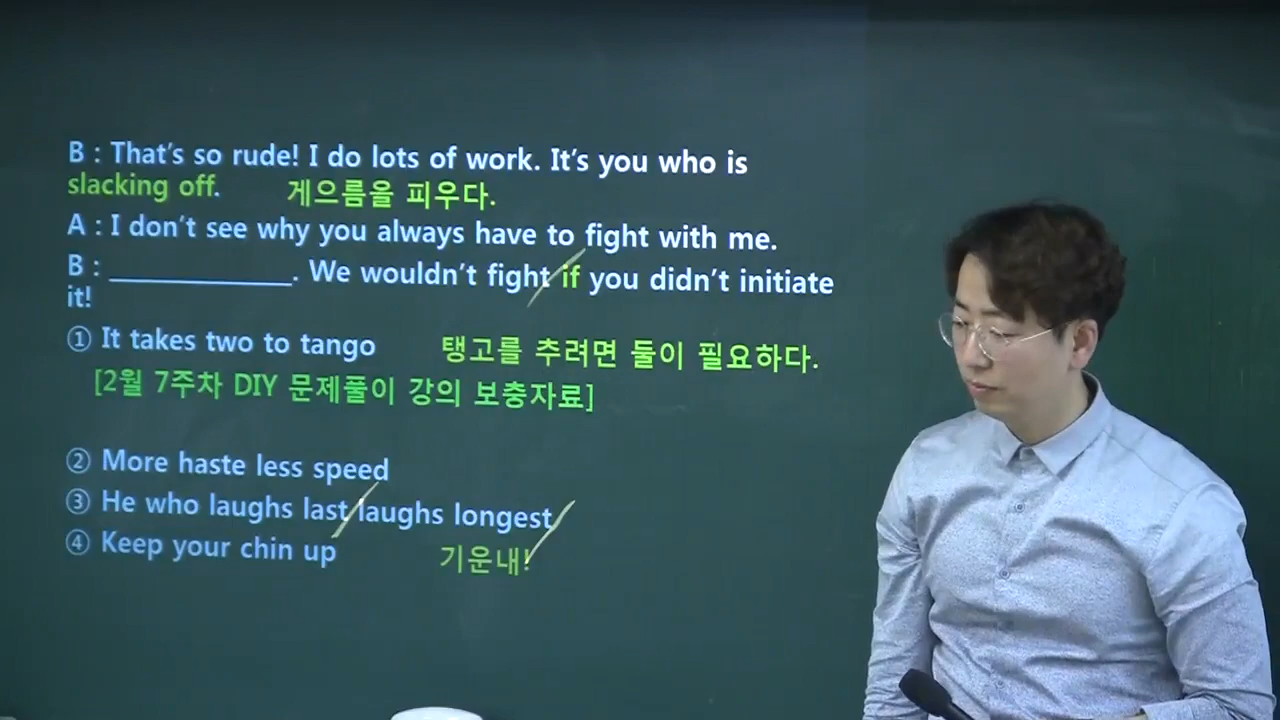 B : That's so rude! I do lots of work. It's you who is
slacking off. 게으름을 피우다.
A : I don't see why you always have to fight with me.
B : ____________. We wouldn't fight if you didn't initiate
it!
① It takes two to tango 탱고를 추려면 둘이 필요하다.
[2월 7주차 DIY 문제풀이 강의 보충자료]
② More haste less speed
③ He who laughs last laughs longest
④ Keep your chin up 기운내!